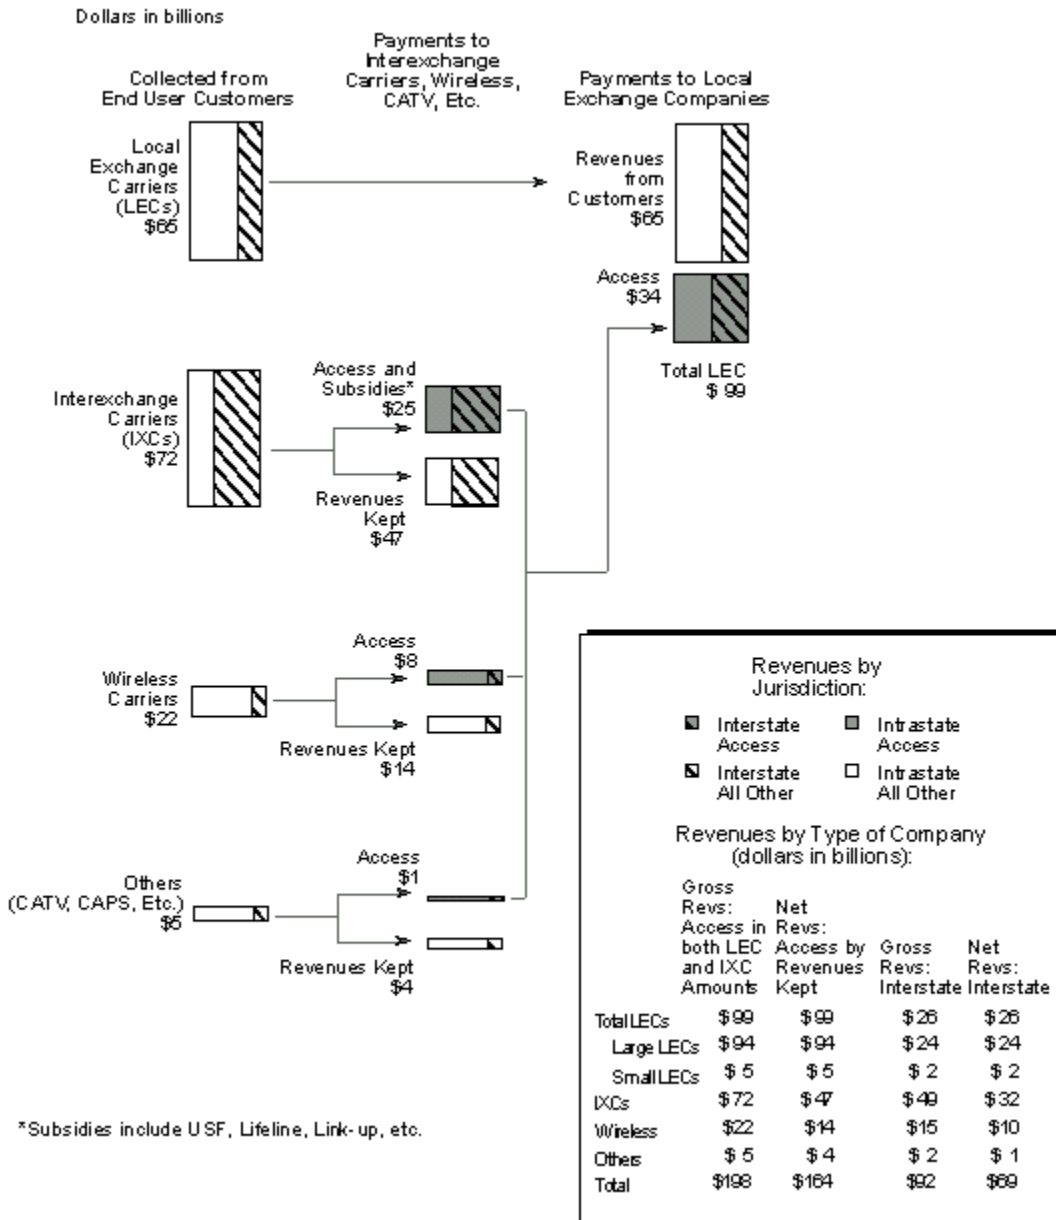 Dollars in billions
Collected from
End User Customers
Payments to
Interexchange
Carriers, Wireless,
CATV, Etc.
Payments to Local
Exchange Companies
Local
Exchange
Carriers
(LECs)
$65
Revenues
from
Customers
$65
Access
$34
Total LEC
$ 99
Interexchange
Carriers
(IXCs)
$72
Access and
Subsidies*
$25
Revenues
Kept
$47
Wireless
Carriers
$22
Access
$8
Revenues Kept
$14
Others
(CATV, CAPS, Etc.)
$5
Access
$1
Revenues Kept
$4
*Subsidies include USF, Lifeline, Link-up, etc.
Revenues by
Jurisdiction:
Interstate
Access
Intrastate
Access
Interstate
All Other
Intrastate
All Other
Revenues by Type of Company
(dollars in billions):
Gross
Revs: Net
Access in Revs:
both LEC Access by Gross Net
and IXC Revenues Revs: Revs:
Amounts Kept Interstate Interstate
Total LECs $99 $99 $26 $26
Large LECs $94 $94 $24 $24
Small LECs $ 5 $ 5 $ 2 $ 2
IXCs $72 $47 $49 $32
Wireless $22 $14 $15 $10
Others $ 5 $ 4 $ 2 $ 1
Total $198 $164 $92 $69